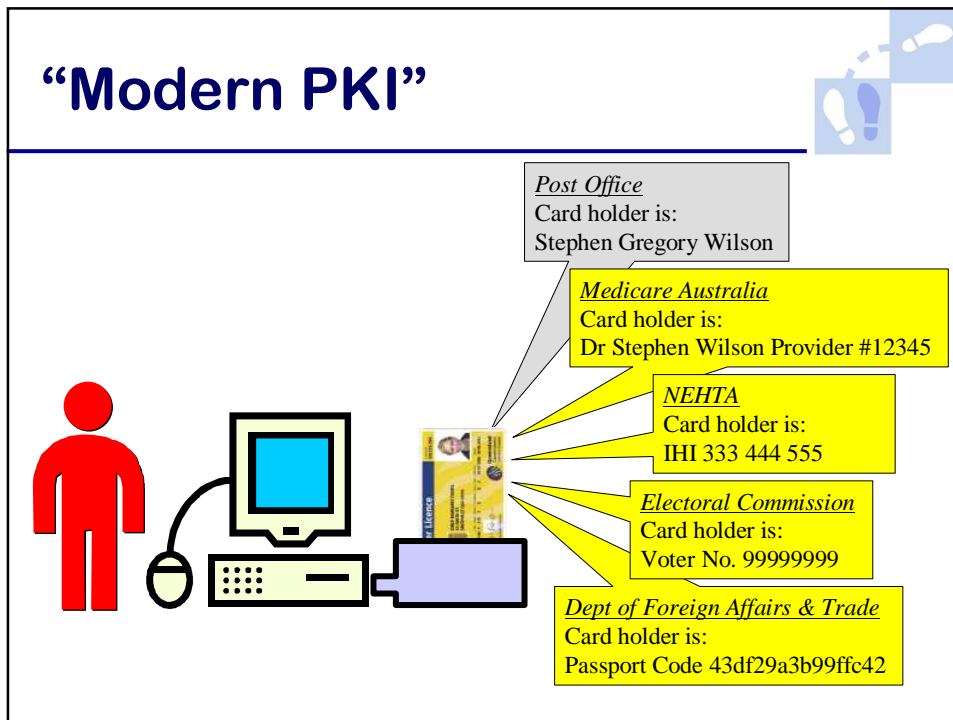 “Modern PKI”
Post Office
Card holder is:
Stephen Gregory Wilson
Medicare Australia
Card holder is:
Dr Stephen Wilson Provider #12345
NEHTA
Card holder is:
IHI 333 444 555
Electoral Commission
Card holder is:
Voter No. 99999999
Dept of Foreign Affairs & Trade
Card holder is:
Passport Code 43df29a3b99ffc42
Licence